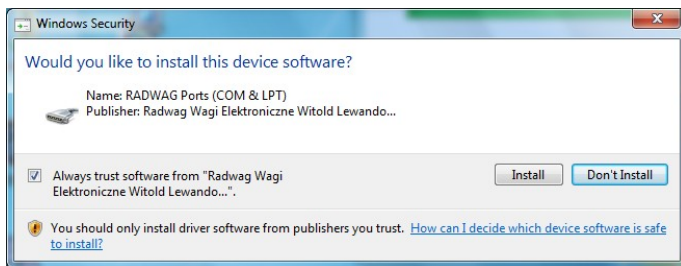 Windows Security
Would you like to install this device software?
Name: RADWAG Ports (COM & LPT)
Publisher: Radwag Wagi Elektroniczne Witold Lewando...
Always trust software from "Radwag Wagi
Elektroniczne Witold Lewando...".
Install
Don't Install
You should only install driver software from publishers you trust. How can I decide which device software is safe
to install?